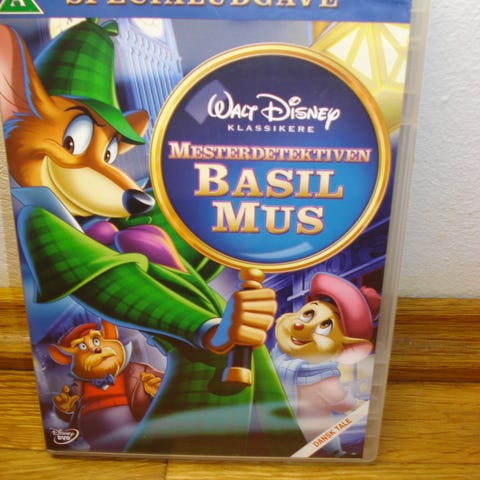 A
SPECIALUDGAVE
WALT DISNEY
KLASSIKERE
MESTERDETEKTIVEN
BASIL
MUS
DANSK TALE
Disney
DVD